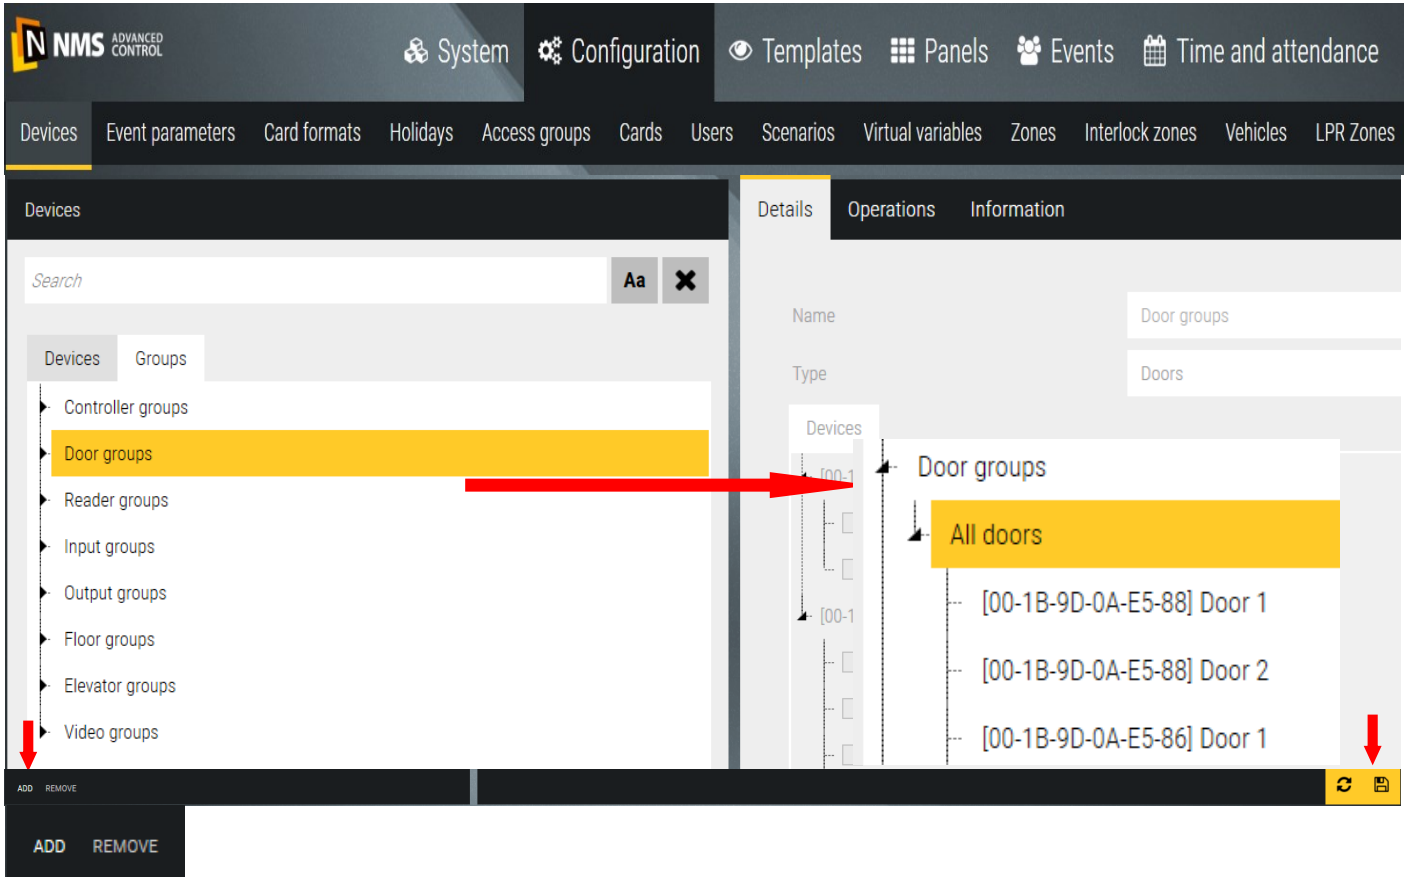 N NMS ADVANCED CONTROL
System Configuration Templates Panels Events Time and attendance
Devices Event parameters Card formats Holidays Access groups Cards Users Scenarios Virtual variables Zones Interlock zones Vehicles LPR Zones
Devices
Search
Aa
Devices Groups
Controller groups
Door groups
Reader groups
Input groups
Output groups
Floor groups
Elevator groups
Video groups
Details Operations Information
Name Door groups
Type Doors
Devices
[00-1
[00-1
Door groups
All doors
[00-1B-9D-0A-E5-88] Door 1
[00-1B-9D-0A-E5-88] Door 2
[00-1B-9D-0A-E5-86] Door 1
ADD REMOVE
ADD REMOVE